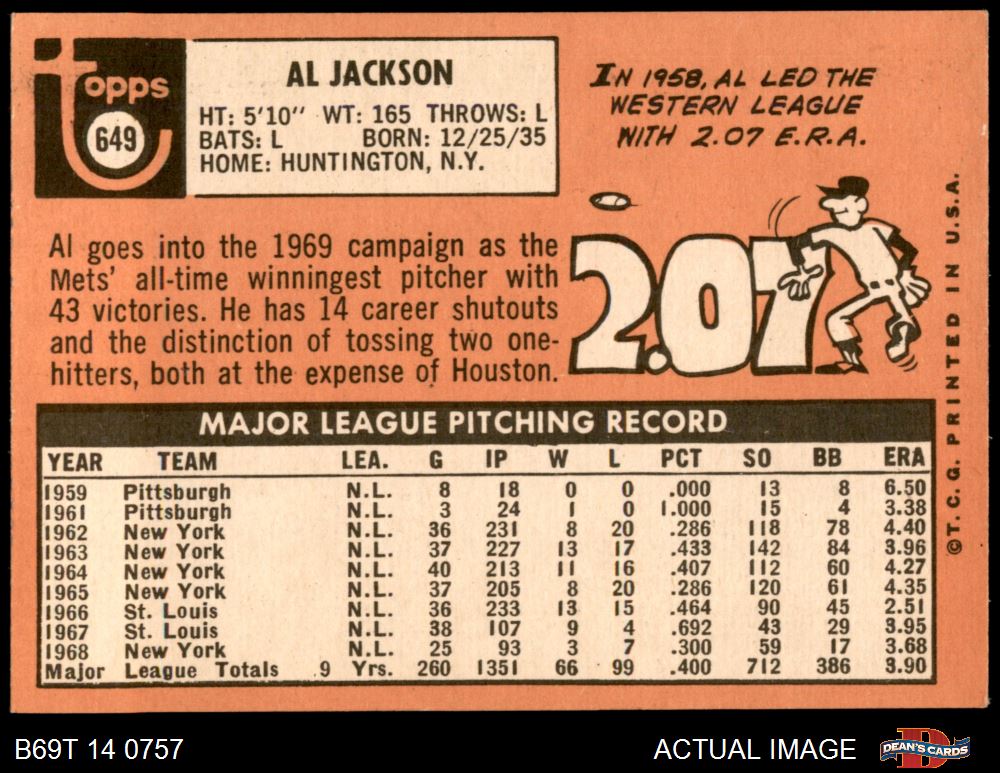 Topps
649
AL JACKSON
HT: 5'10" WT: 165 THROWS: L
BATS: L BORN: 12/25/35
HOME: HUNTINGTON, N.Y.
IN 1958, AL LED THE
WESTERN LEAGUE
WITH 2.07 E.R.A.
2.07
Al goes into the 1969 campaign as the
Mets' all-time winningest pitcher with
43 victories. He has 14 career shutouts
and the distinction of tossing two one-
hitters, both at the expense of Houston.
©T.C.G. PRINTED IN U.S.A.
MAJOR LEAGUE PITCHING RECORD
YEAR TEAM LEA. G IP W L PCT SO BB ERA
1959 Pittsburgh N.L. 8 18 0 0 .000 13 8 6.50
1961 Pittsburgh N.L. 3 24 1 0 1.000 15 4 3.38
1962 New York N.L. 36 231 8 20 .286 118 78 4.40
1963 New York N.L. 37 227 13 17 .433 142 84 3.96
1964 New York N.L. 40 213 11 16 .407 112 60 4.27
1965 New York N.L. 37 205 8 20 .286 120 61 4.35
1966 St. Louis N.L. 36 233 13 15 .464 90 45 2.51
1967 St. Louis N.L. 38 107 9 4 .692 43 29 3.95
1968 New York N.L. 25 93 3 7 .300 59 17 3.68
Major League Totals 9 Yrs. 260 1351 66 99 .400 712 386 3.90
B69T 14 0757
ACTUAL IMAGE
DEAN'S CARDS